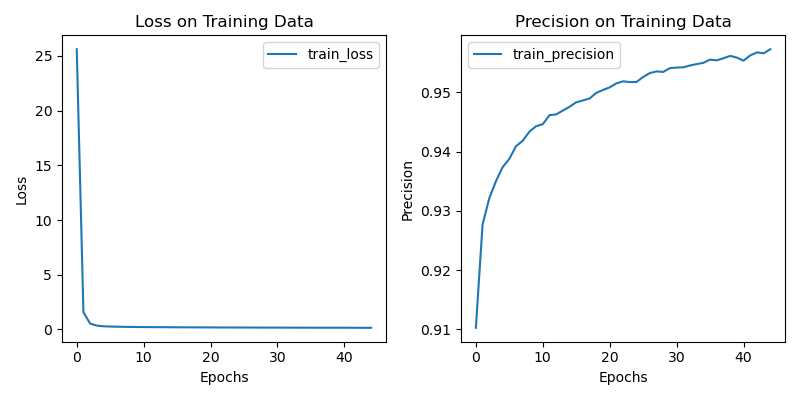 Loss on Training Data
train_loss
Loss
25
20
15
10
5
0
0 10 20 30 40
Epochs
Precision on Training Data
train_precision
Precision
0.95
0.94
0.93
0.92
0.91
0 10 20 30 40
Epochs